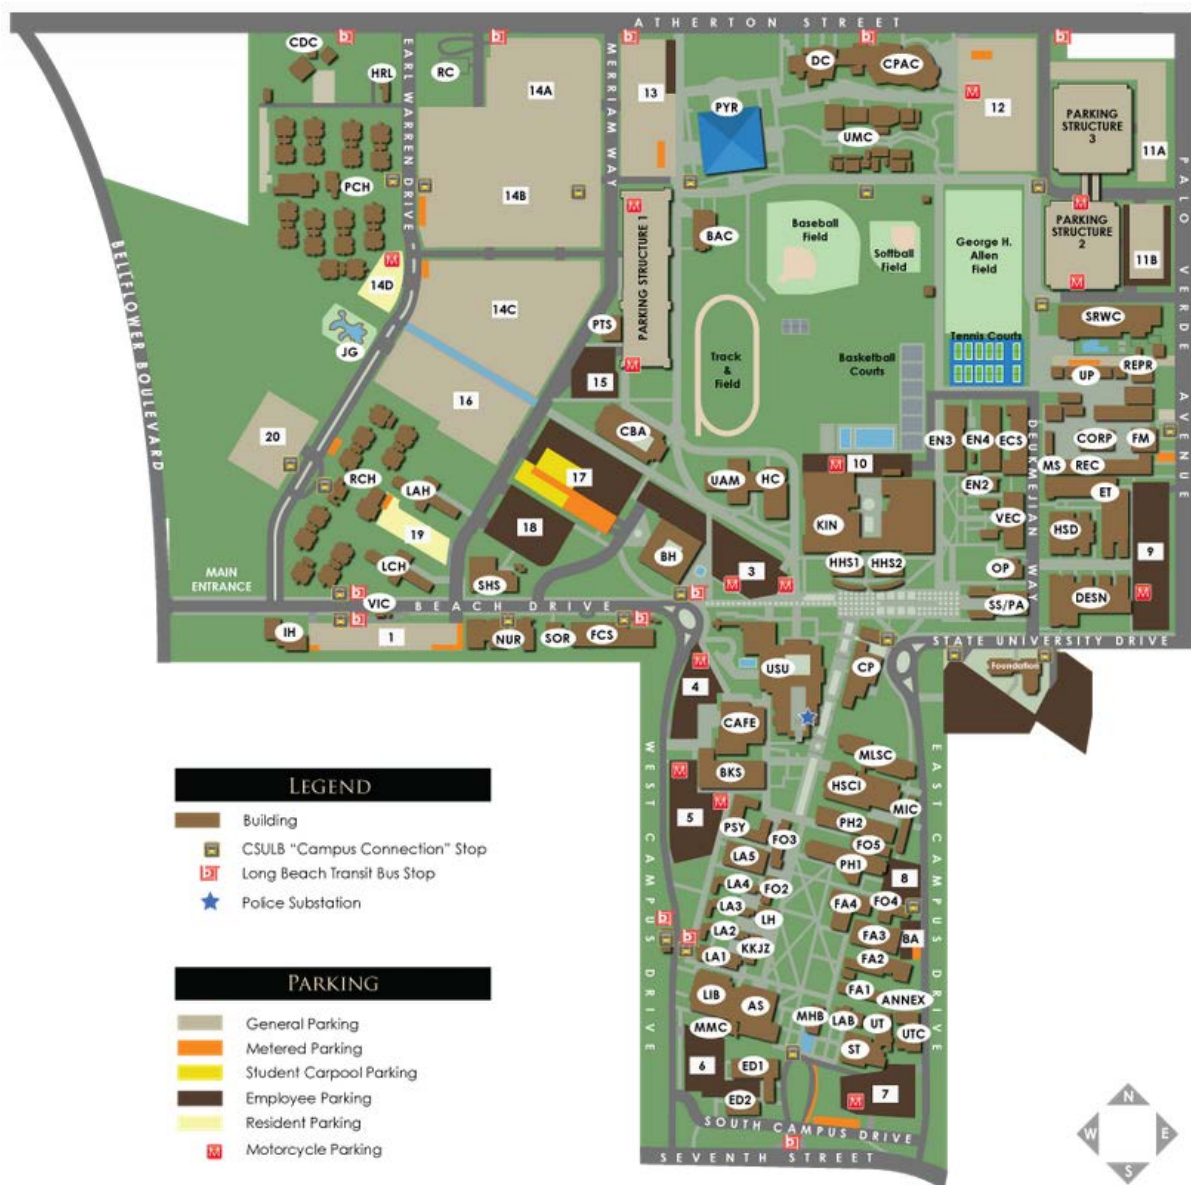 ATHERTON STREET
CDC
HRL
RC
14A
13
DC
CPAC
12
PARKING
STRUCTURE
3
11A
PYR
UMC
EARL WARREN DRIVE
MERRIAM WAY
PALO VERDE AVENUE
BELLFLOWER BOULEVARD
PCH
14B
PARKING STRUCTURE 1
BAC
Baseball
Field
Softball
Field
George H.
Allen
Field
PARKING
STRUCTURE
2
11B
14D
14C
JG
PTS
15
Track
&
Field
Basketball
Courts
Tennis Courts
SRWC
REPR
UP
16
20
CBA
EN3
EN4
ECS
DEUKMEJIAN WAY
CORP
FM
MS
REC
RCH
LAH
17
UAM
HC
10
EN2
ET
19
18
KIN
VEC
HSD
9
BH
3
LCH
SHS
HHS1
HHS2
OP
MAIN
ENTRANCE
VIC
BEACH DRIVE
SS/PA
DESN
IH
1
NUR
SOR
FCS
STATE UNIVERSITY DRIVE
USU
CP
Foundation
4
CAFE
WEST CAMPUS DRIVE
EAST CAMPUS DRIVE
MLSC
BKS
HSCI
5
MIC
PSY
FO3
PH2
FO5
LA5
PH1
8
LA4
FO2
LA3
FA4
FO4
LH
LA2
FA3
8A
KKJZ
LA1
FA2
LIB
AS
FA1
ANNEX
MMC
MHB
LAB
UT
UTC
ST
6
ED1
ED2
7
SOUTH CAMPUS DRIVE
SEVENTH STREET
LEGEND
Building
CSULB "Campus Connection" Stop
b Long Beach Transit Bus Stop
Police Substation
PARKING
General Parking
Metered Parking
Student Carpool Parking
Employee Parking
Resident Parking
M Motorcycle Parking
N
W E
S